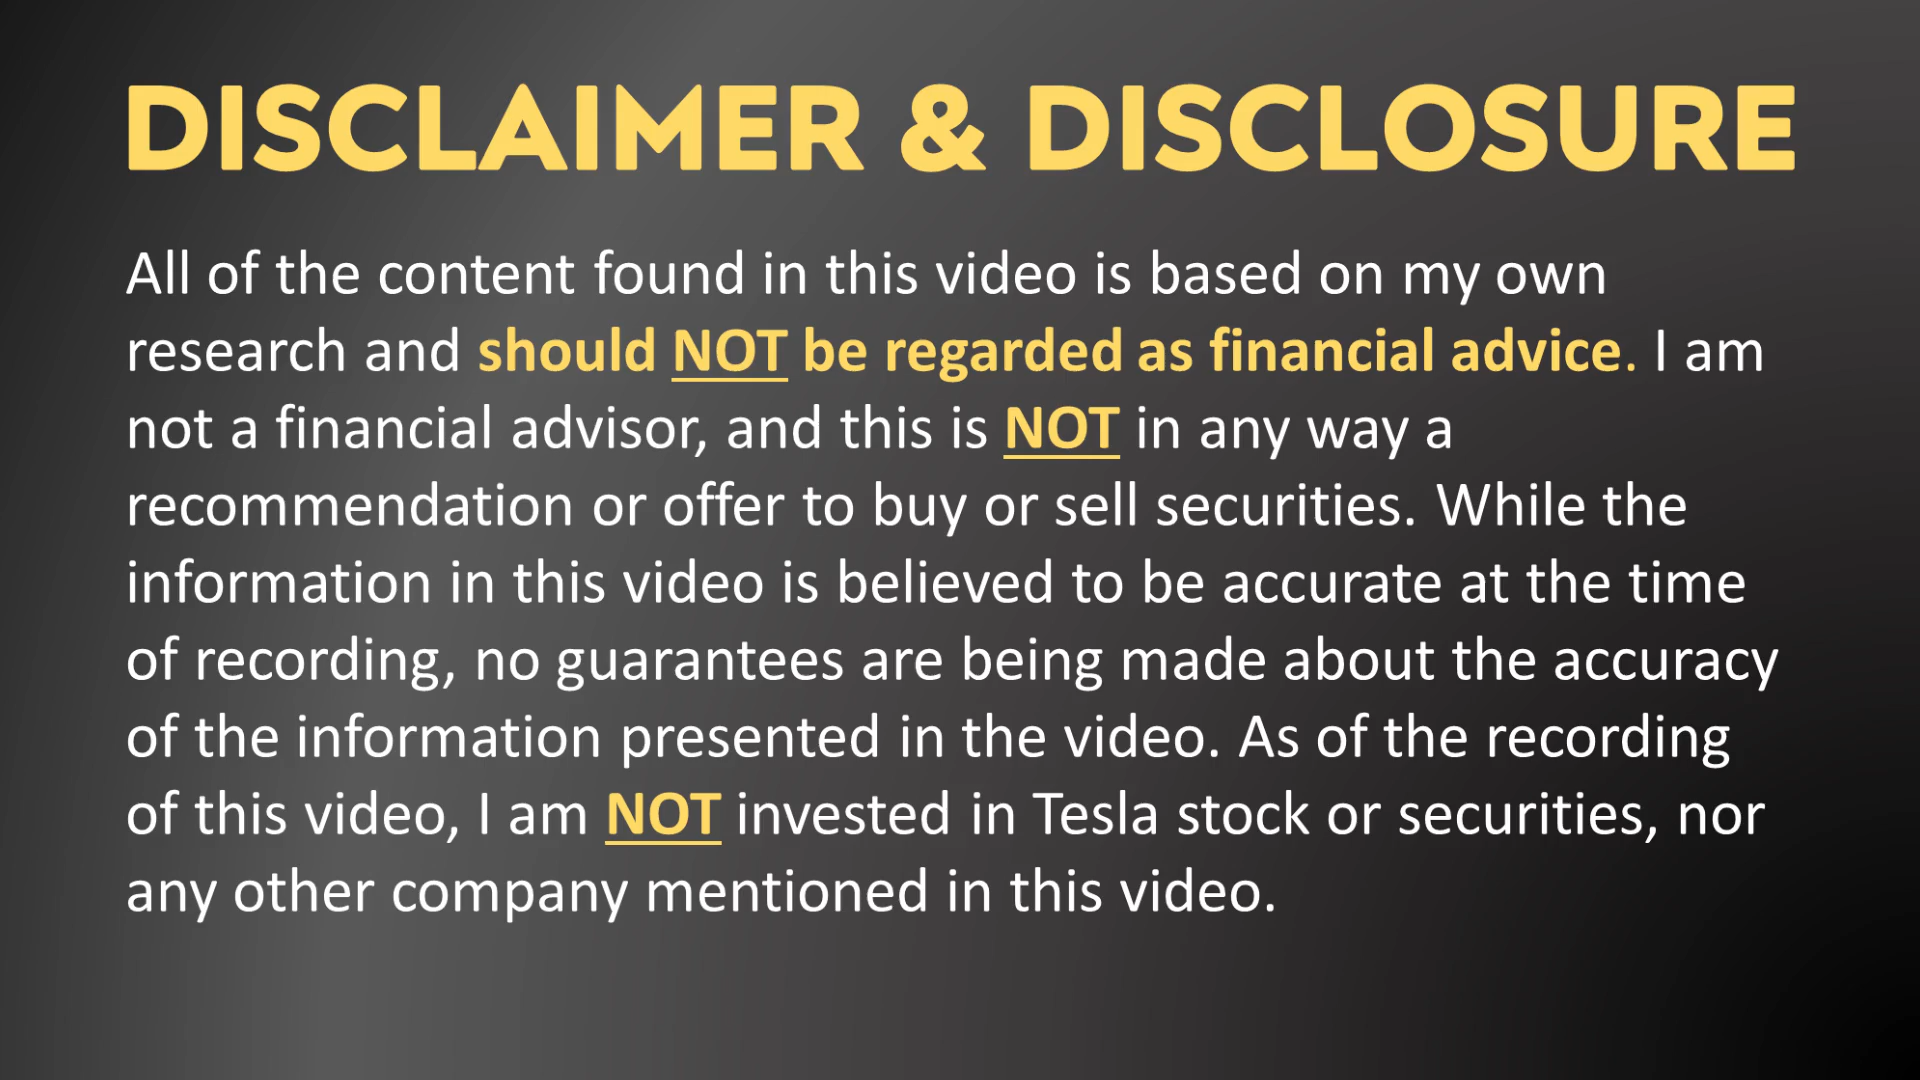 DISCLAIMER & DISCLOSURE
All of the content found in this video is based on my own
research and should NOT be regarded as financial advice. I am
not a financial advisor, and this is NOT in any way a
recommendation or offer to buy or sell securities. While the
information in this video is believed to be accurate at the time
of recording, no guarantees are being made about the accuracy
of the information presented in the video. As of the recording
of this video, I am NOT invested in Tesla stock or securities, nor
any other company mentioned in this video.